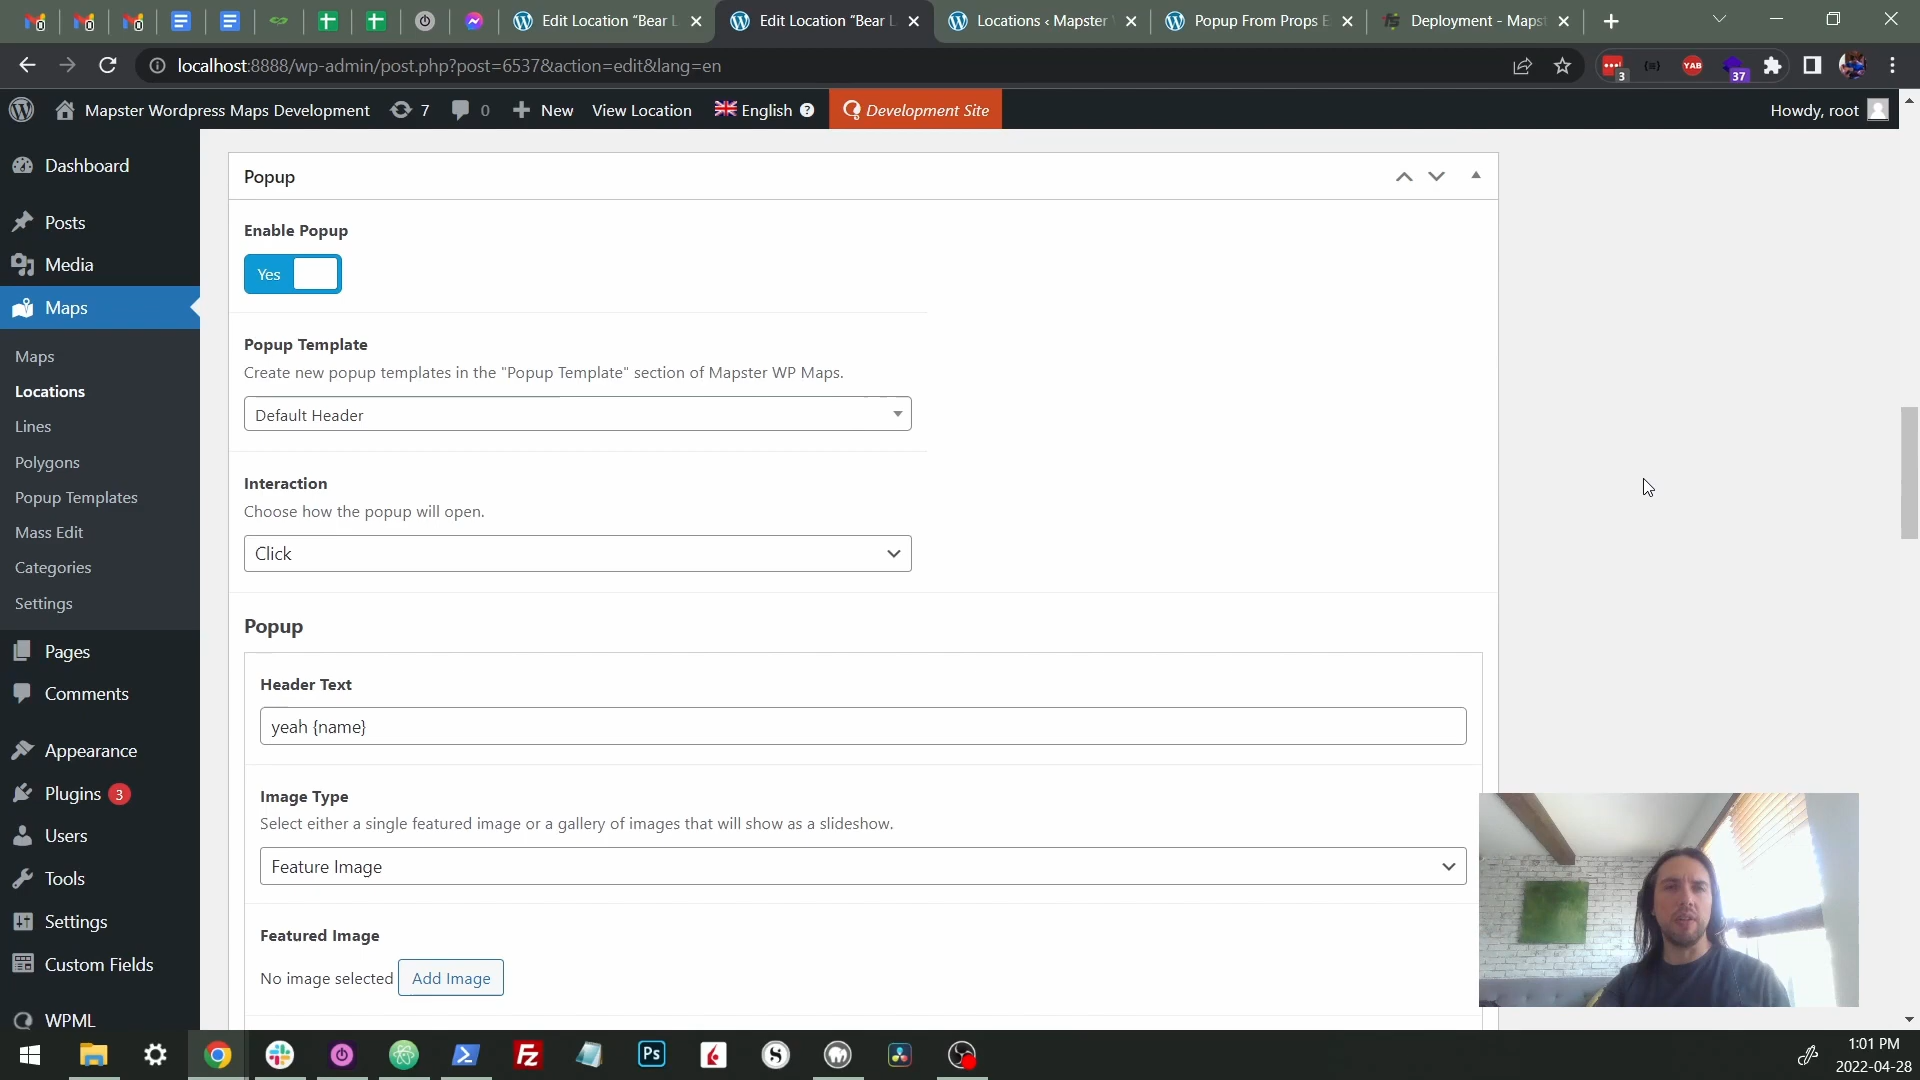 Edit Location “Bear L
Edit Location “Bear L
Locations ‹ Mapster
Popup From Props E
Deployment - Mapst
localhost:8888/wp-admin/post.php?post=6537&action=edit&lang=en
3
YAB
37
Mapster Wordpress Maps Development
7
0
New
View Location
English
Development Site
Howdy, root
Dashboard
Posts
Media
Maps
Maps
Locations
Lines
Polygons
Popup Templates
Mass Edit
Categories
Settings
Pages
Comments
Appearance
Plugins 3
Users
Tools
Settings
Custom Fields
WPML
Popup
Enable Popup
Yes
Popup Template
Create new popup templates in the "Popup Template" section of Mapster WP Maps.
Default Header
Interaction
Choose how the popup will open.
Click
Popup
Header Text
yeah {name}
Image Type
Select either a single featured image or a gallery of images that will show as a slideshow.
Feature Image
Featured Image
No image selected
Add Image
Fz
Ps
1:01 PM
2022-04-28